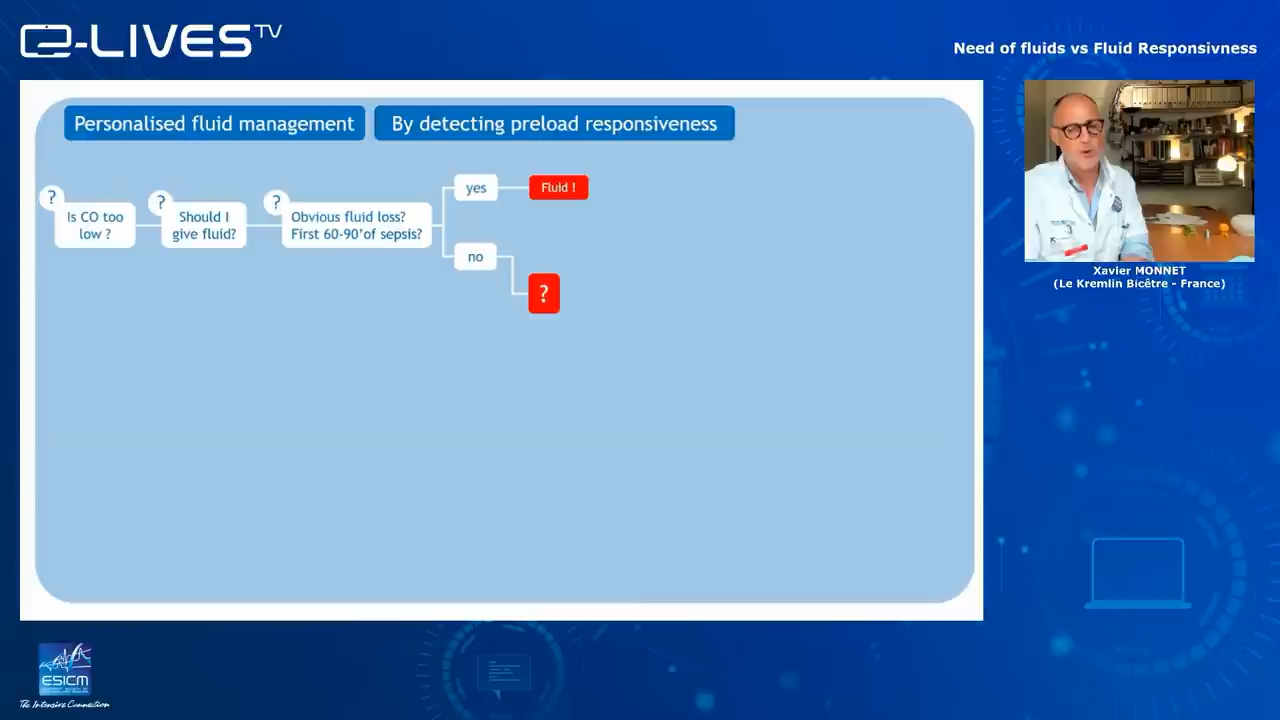 e-LIVES TV
Need of fluids vs Fluid Responsivness
Personalised fluid management
By detecting preload responsiveness
?
Is CO too
low ?
?
Should I
give fluid?
?
Obvious fluid loss?
First 60-90'of sepsis?
yes
Fluid !
no
?
Xavier MONNET
(Le Kremlin Bicêtre - France)
ESICM
The Intensive Connection